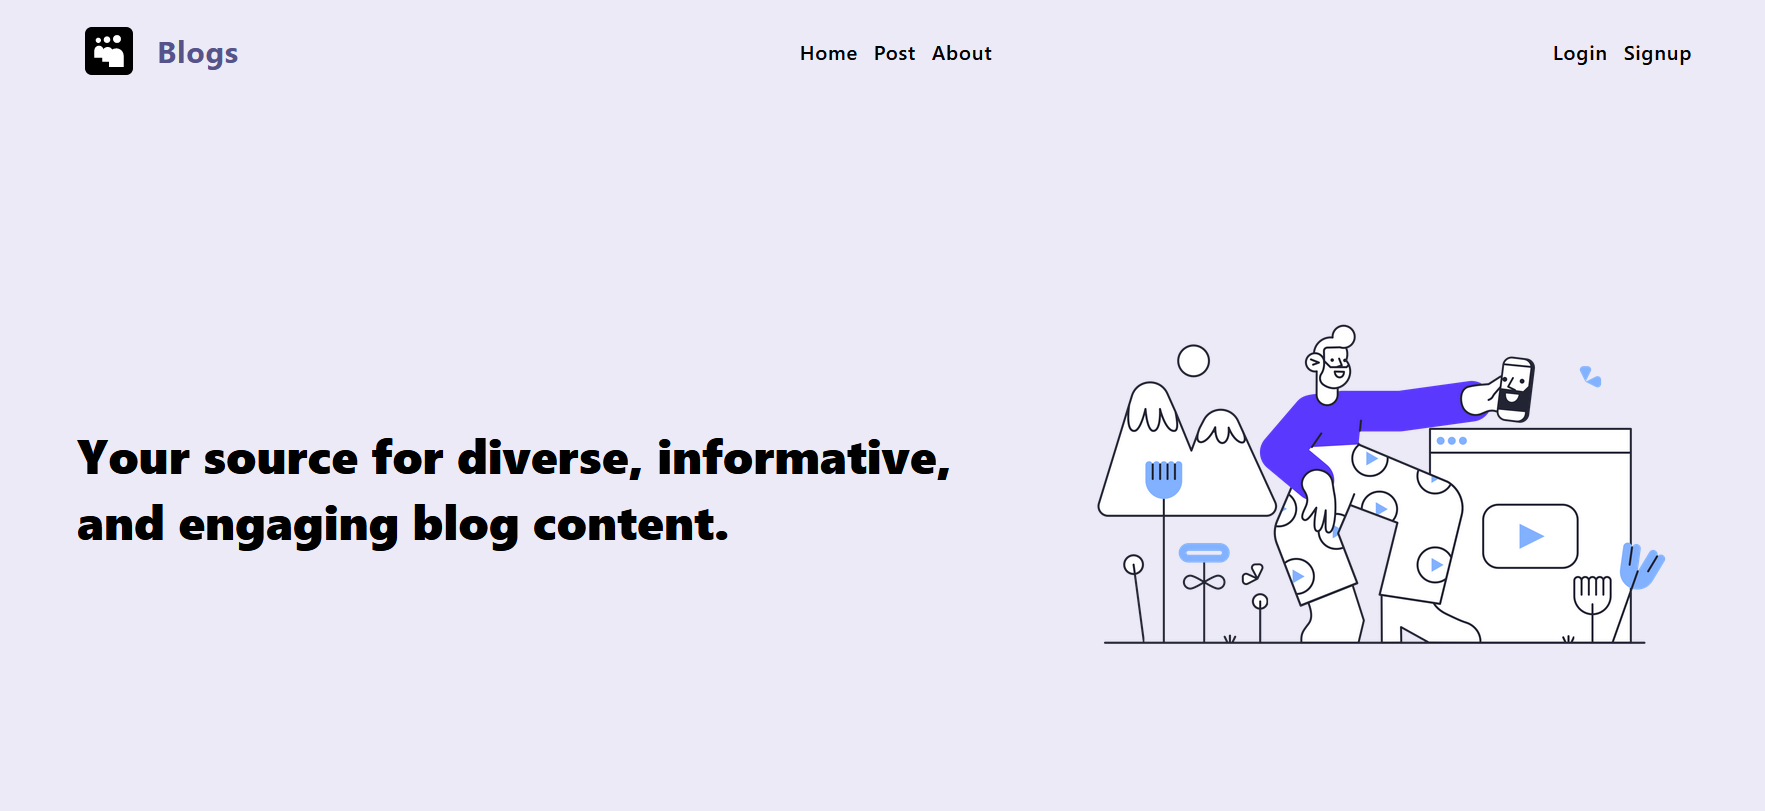 Blogs
Home Post About
Login Signup
Your source for diverse, informative,
and engaging blog content.